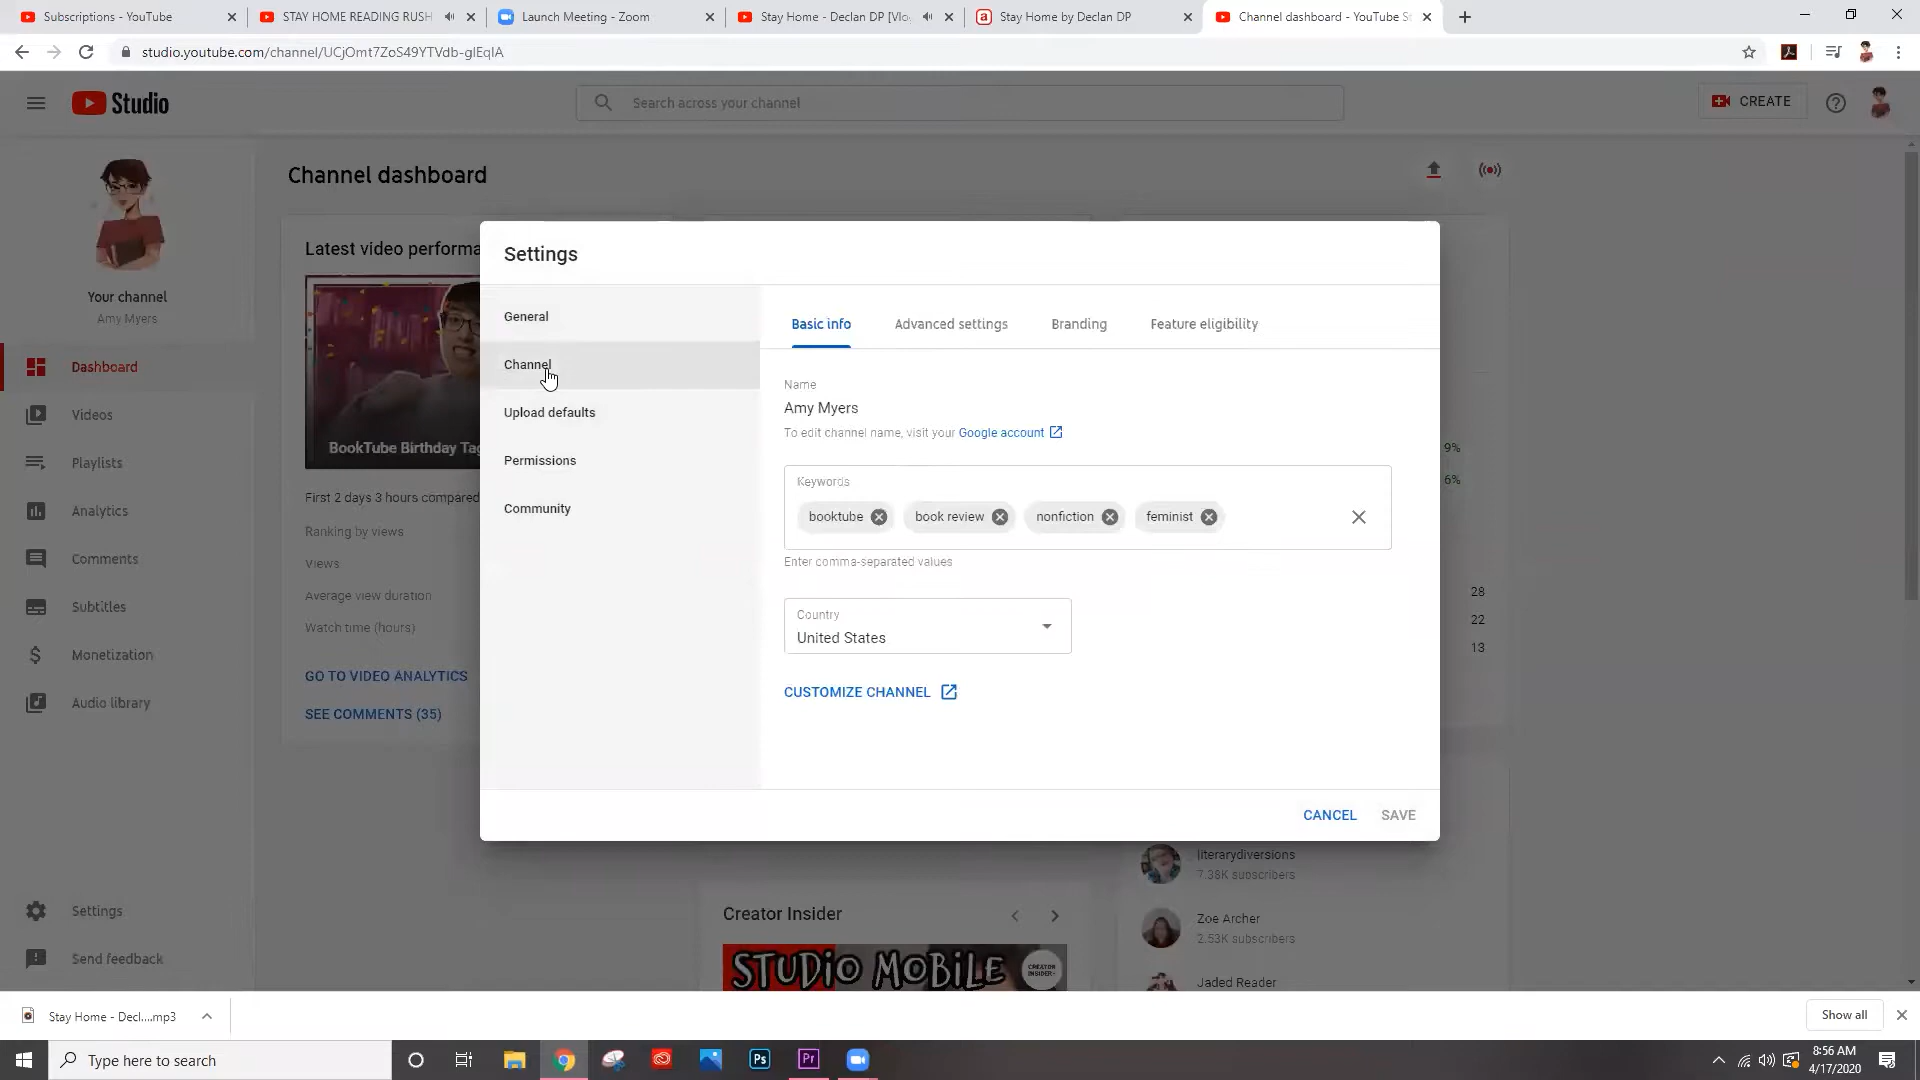 Subscriptions - YouTube
STAY HOME READING RUSH
Launch Meeting - Zoom
Stay Home - Declan DP [Vlog
Stay Home by Declan DP
Channel dashboard - YouTube St
studio.youtube.com/channel/UCjOmt7ZoS49YTVdb-glEqlA
Studio
Search across your channel
CREATE
Your channel
Amy Myers
Dashboard
Videos
Playlists
Analytics
Comments
Subtitles
Monetization
Audio library
Settings
Send feedback
Channel dashboard
Latest video performa
BookTube Birthday Tag
First 2 days 3 hours compared
Ranking by views
Views
Average view duration
Watch time (hours)
GO TO VIDEO ANALYTICS
SEE COMMENTS (35)
Settings
General
Channel
Upload defaults
Permissions
Community
Basic info
Advanced settings
Branding
Feature eligibility
Name
Amy Myers
To edit channel name, visit your Google account
Keywords
booktube
book review
nonfiction
feminist
Enter comma-separated values
Country
United States
CUSTOMIZE CHANNEL
CANCEL
SAVE
9%
6%
28
22
13
Creator Insider
STUDIO MOBILE
CREATOR
INSIDER
literarydiversions
7.38K subscribers
Zoe Archer
2.53K subscribers
Jaded Reader
Stay Home - Decl....mp3
Show all
Type here to search
Ps
Pr
8:56 AM
4/17/2020